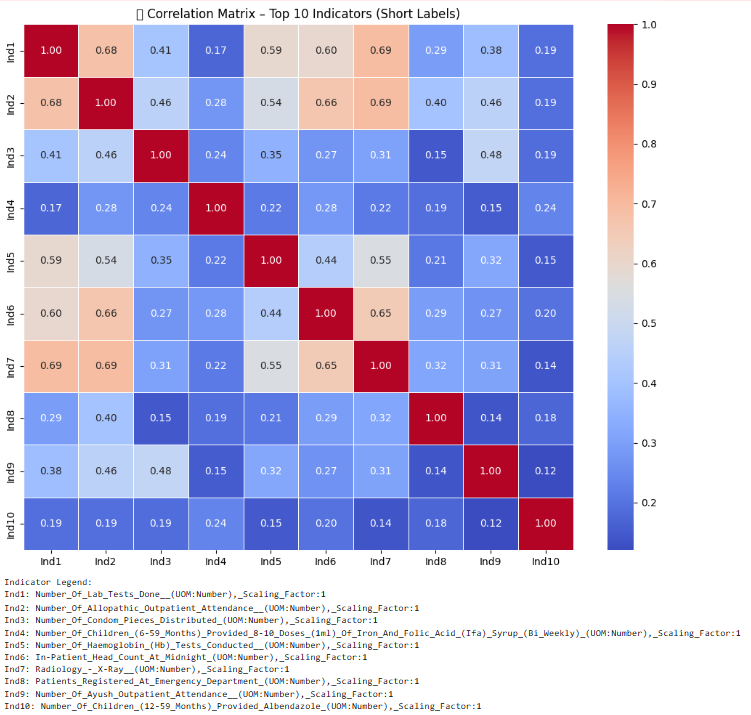 ▯ Correlation Matrix – Top 10 Indicators (Short Labels)
Ind1 1.00 0.68 0.41 0.17 0.59 0.60 0.69 0.29 0.38 0.19
Ind2 0.68 1.00 0.46 0.28 0.54 0.66 0.69 0.40 0.46 0.19
Ind3 0.41 0.46 1.00 0.24 0.35 0.27 0.31 0.15 0.48 0.19
Ind4 0.17 0.28 0.24 1.00 0.22 0.28 0.22 0.19 0.15 0.24
Ind5 0.59 0.54 0.35 0.22 1.00 0.44 0.55 0.21 0.32 0.15
Ind6 0.60 0.66 0.27 0.28 0.44 1.00 0.65 0.29 0.27 0.20
Ind7 0.69 0.69 0.31 0.22 0.55 0.65 1.00 0.32 0.31 0.14
Ind8 0.29 0.40 0.15 0.19 0.21 0.29 0.32 1.00 0.14 0.18
Ind9 0.38 0.46 0.48 0.15 0.32 0.27 0.31 0.14 1.00 0.12
Ind10 0.19 0.19 0.19 0.24 0.15 0.20 0.14 0.18 0.12 1.00
Ind1 Ind2 Ind3 Ind4 Ind5 Ind6 Ind7 Ind8 Ind9 Ind10
1.0
0.9
0.8
0.7
0.6
0.5
0.4
0.3
0.2
Indicator Legend:
Ind1: Number_Of_Lab_Tests_Done__(UOM:Number),_Scaling_Factor:1
Ind2: Number_Of_Allopathic_Outpatient_Attendance__(UOM:Number),_Scaling_Factor:1
Ind3: Number_Of_Condom_Pieces_Distributed_(UOM:Number),_Scaling_Factor:1
Ind4: Number_Of_Children_(6-59_Months)_Provided_8-10_Doses_(1ml)_Of_Iron_And_Folic_Acid_(Ifa)_Syrup_(Bi_Weekly)_(UOM:Number),_Scaling_Factor:1
Ind5: Number_Of_Haemoglobin_(Hb)_Tests_Conducted__(UOM:Number),_Scaling_Factor:1
Ind6: In-Patient_Head_Count_At_Midnight_(UOM:Number),_Scaling_Factor:1
Ind7: Radiology_-_X-Ray__(UOM:Number),_Scaling_Factor:1
Ind8: Patients_Registered_At_Emergency_Department_(UOM:Number),_Scaling_Factor:1
Ind9: Number_Of_Ayush_Outpatient_Attendance__(UOM:Number),_Scaling_Factor:1
Ind10: Number_Of_Children_(12-59_Months)_Provided_Albendazole_(UOM:Number),_Scaling_Factor:1